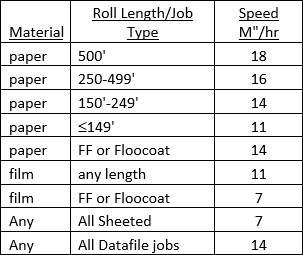 Material Roll Length/Job Type Speed M"/hr
paper 500' 18
paper 250-499' 16
paper 150'-249' 14
paper ≤149' 11
paper FF or Floocoat 14
film any length 11
film FF or Floocoat 7
Any All Sheeted 7
Any All Datafile jobs 14